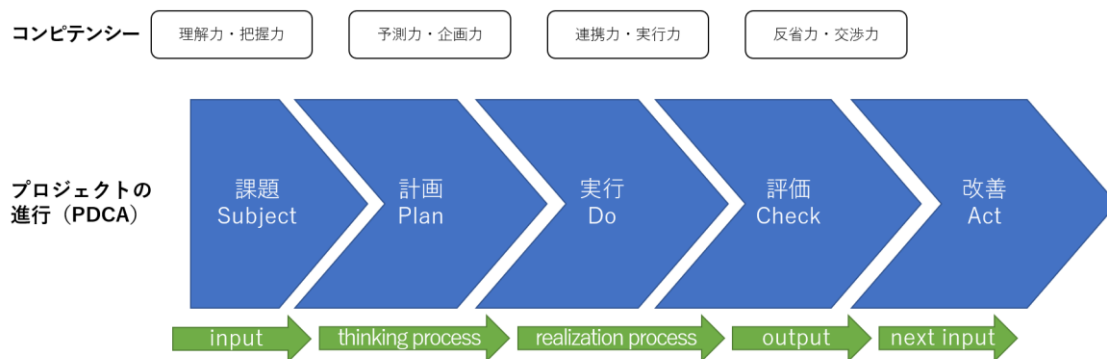 コンピテンシー
理解力・把握力
予測力・企画力
連携力・実行力
反省力・交渉力
プロジェクトの
進行（PDCA）
課題
Subject
計画
Plan
実行
Do
評価
Check
改善
Act
input
thinking process
realization process
output
next input